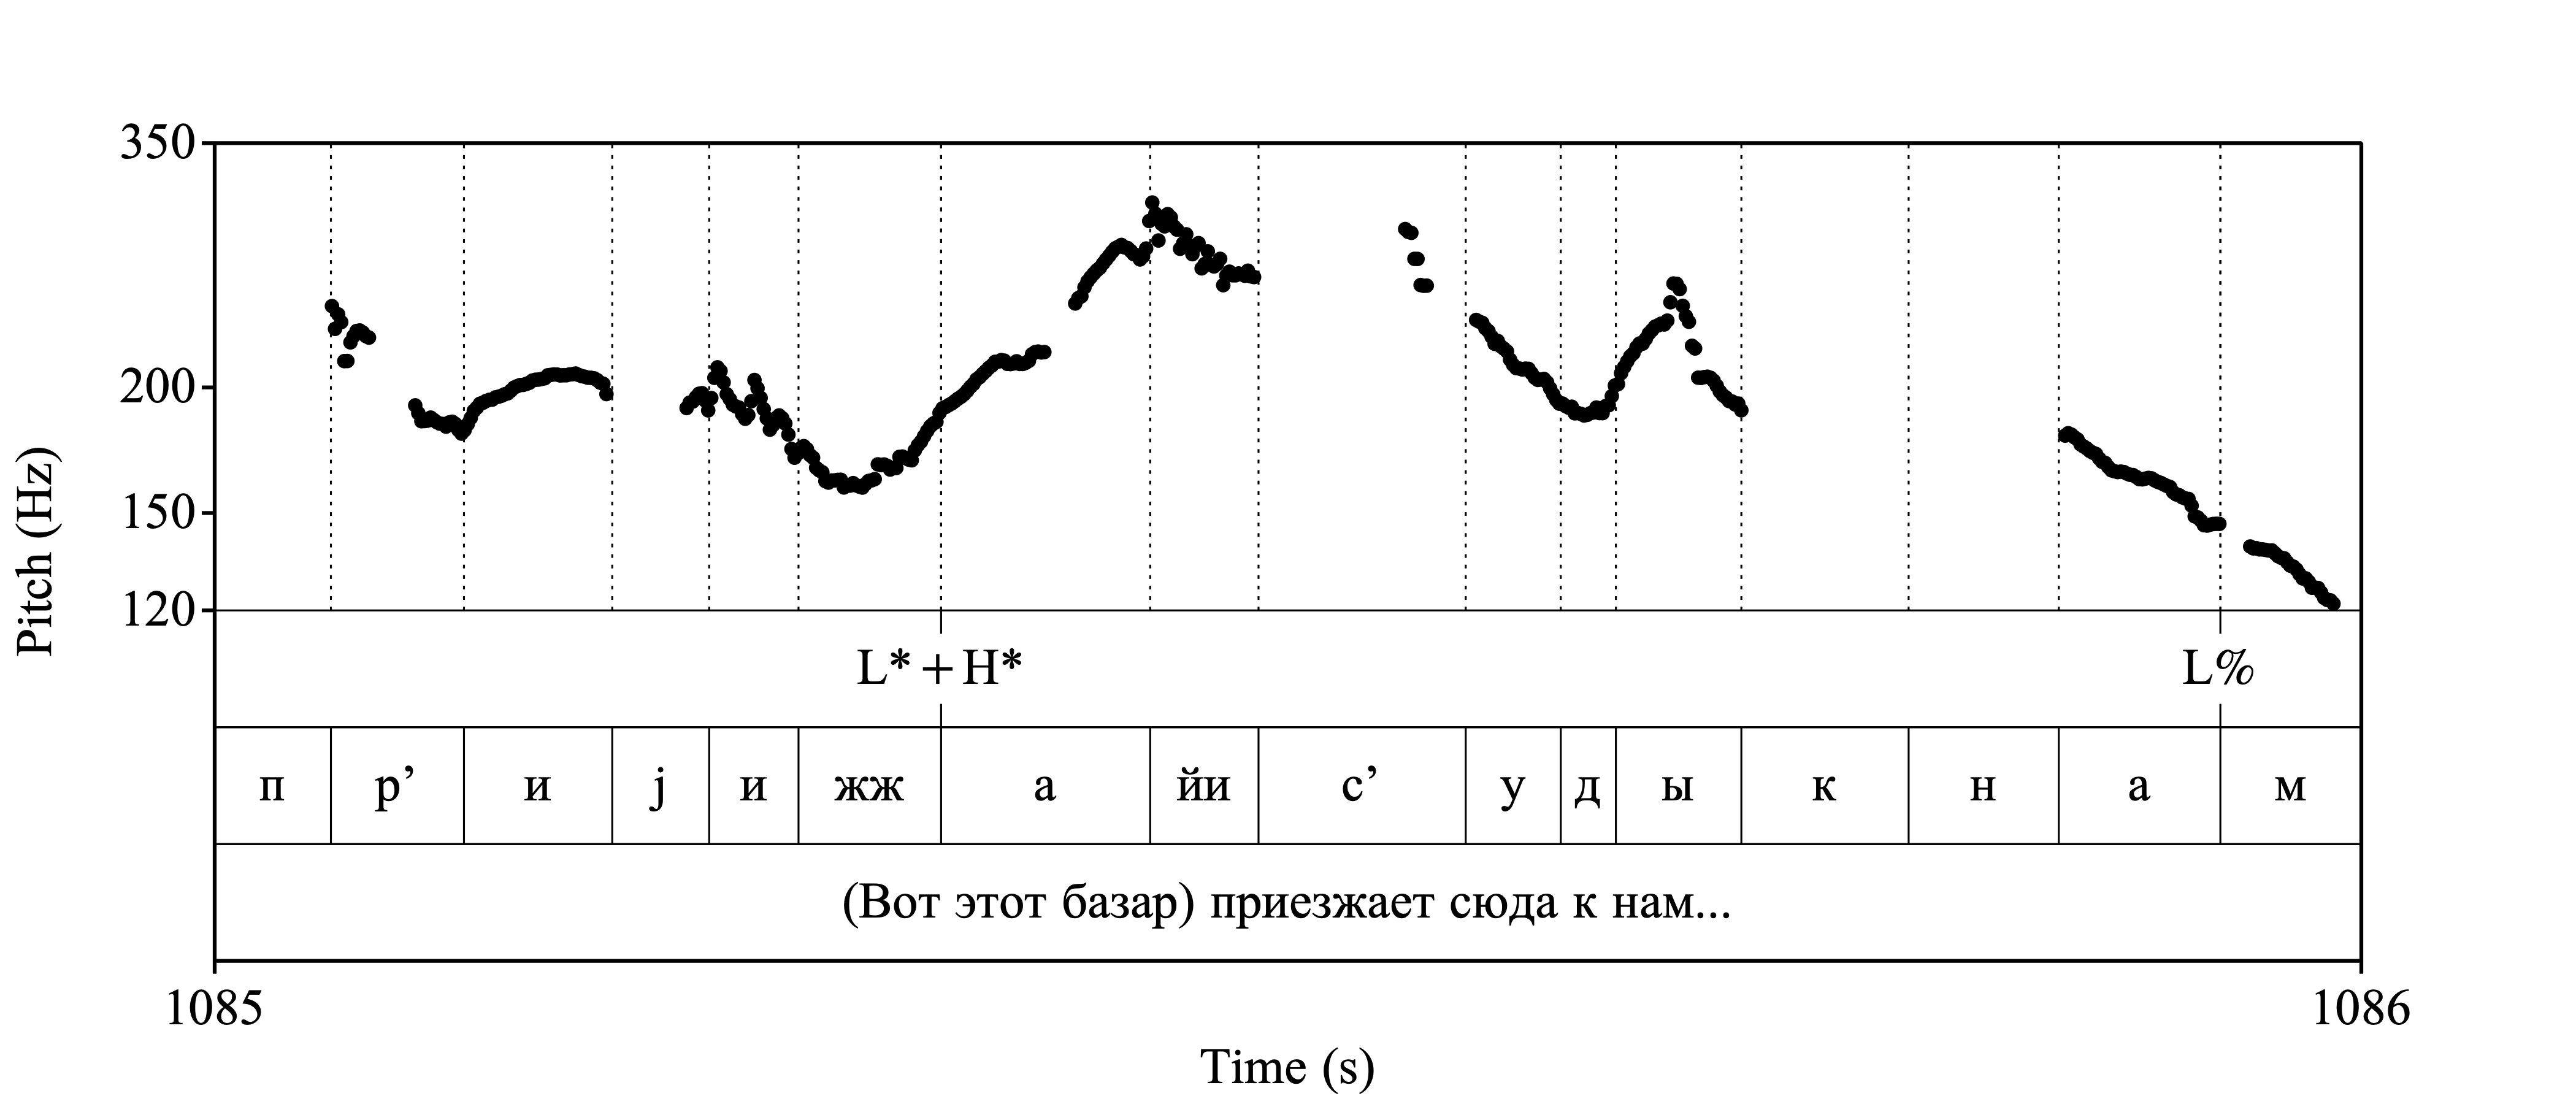 350
200
150
120
Pitch (Hz)
L* + H* L%
п р’ и j и жж а йи с’ у д ы к н а м
(Вот этот базар) приезжает сюда к нам...
1085 1086
Time (s)